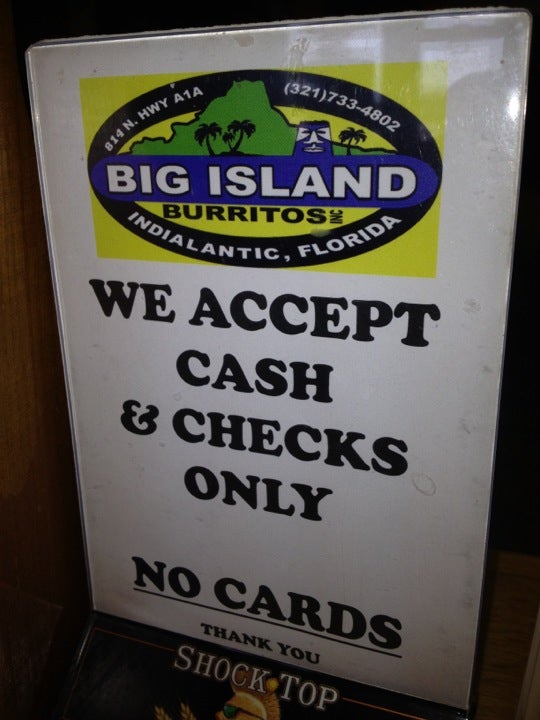 814 N. HWY A1A
(321)733-4802
BIG ISLAND
BURRITOS INC
INDIALANTIC, FLORIDA
WE ACCEPT
CASH
& CHECKS
ONLY
NO CARDS
THANK YOU
SHOCK TOP